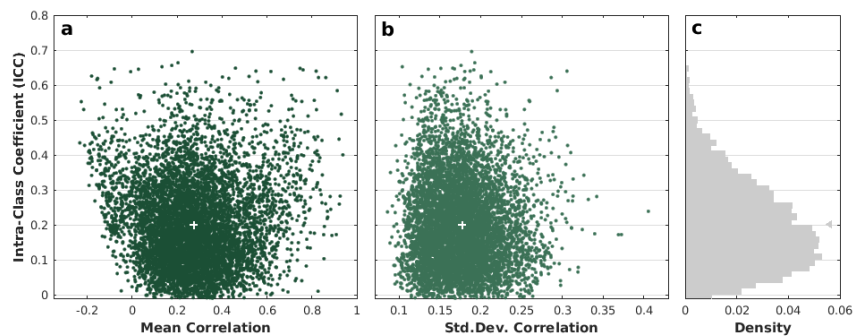 a
b
c
Intra-Class Coefficient (ICC)
0.8
0.7
0.6
0.5
0.4
0.3
0.2
0.1
0
-0.2 0 0.2 0.4 0.6 0.8 1
0.1 0.15 0.2 0.25 0.3 0.35 0.4
0 0.02 0.04 0.06
Mean Correlation
Std.Dev. Correlation
Density